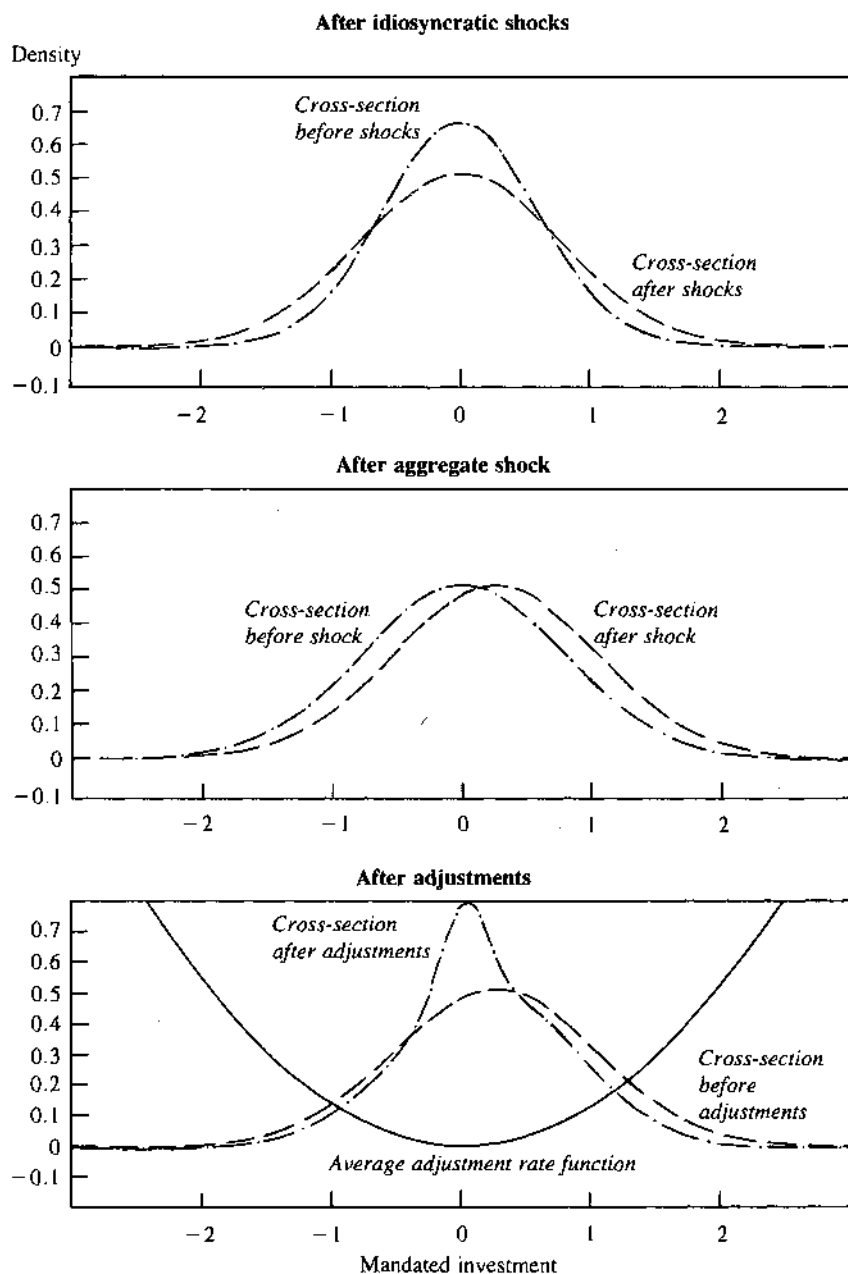 After idiosyncratic shocks
Density
0.7
0.6
0.5
0.4
0.3
0.2
0.1
0
−0.1
Cross-section
before shocks
Cross-section
after shocks
−2 −1 0 1 2
After aggregate shock
0.7
0.6
0.5
0.4
0.3
0.2
0.1
0
−0.1
Cross-section
before shock
Cross-section
after shock
−2 −1 0 1 2
After adjustments
0.7
0.6
0.5
0.4
0.3
0.2
0.1
0
−0.1
Cross-section
after adjustments
Cross-section
before
adjustments
Average adjustment rate function
−2 −1 0 1 2
Mandated investment